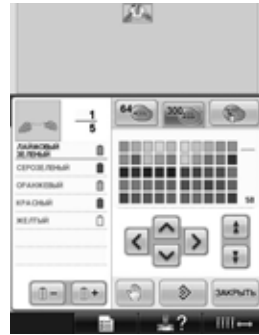 1
5
64
300
ЛАЙМОВЫЙ
ЗЕЛЕНЫЙ
СЕРОЗЕЛЕНЫЙ
ОРАНЖЕВЫЙ
КРАСНЫЙ
ЖЕЛТЫЙ
58
− +
ЗАКРЫТЬ
?